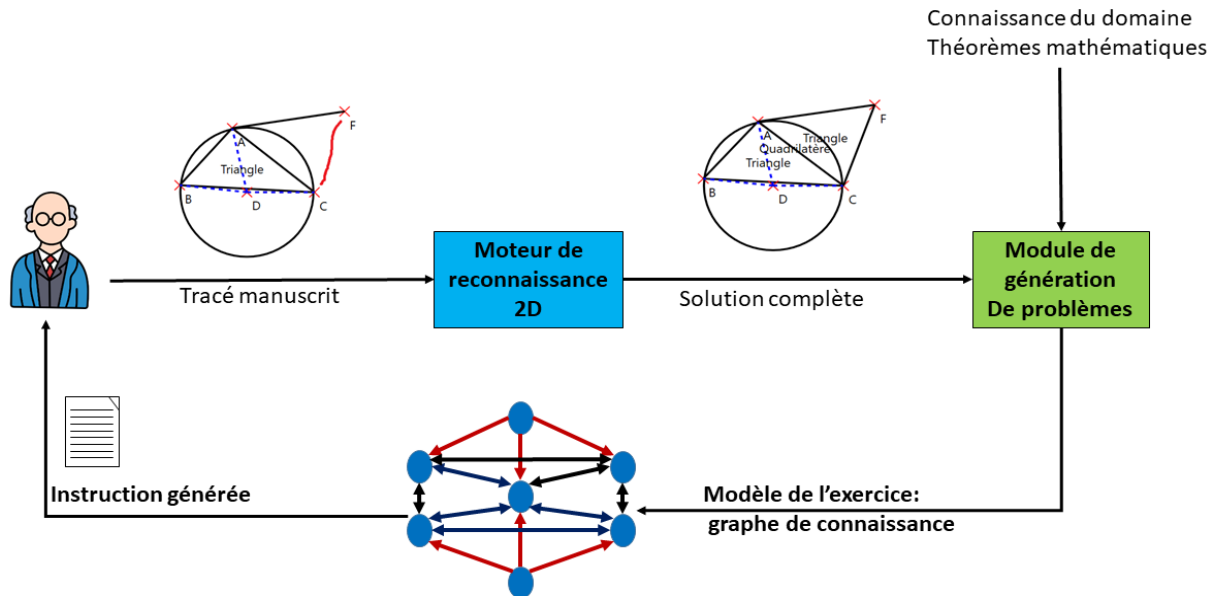 Connaissance du domaine
Théorèmes mathématiques
F
A
Triangle
B
D
C
F
A
Triangle
Quadrilatère
Triangle
B
D
C
Moteur de
reconnaissance
2D
Module de
génération
De problèmes
Tracé manuscrit
Solution complète
Instruction générée
Modèle de l’exercice:
graphe de connaissance